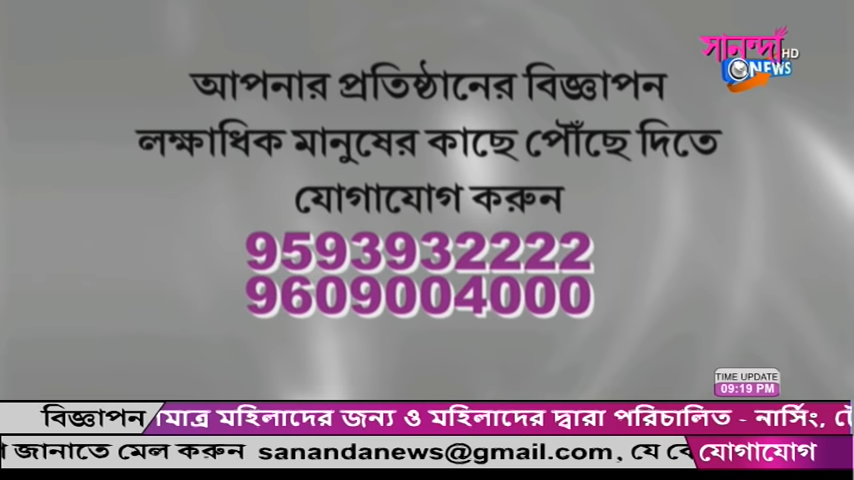 সানন্দা HD
NEWS
আপনার প্রতিষ্ঠানের বিজ্ঞাপন
লক্ষাধিক মানুষের কাছে পৌঁছে দিতে
যোগাযোগ করুন
9593932222
9609004000
TIME UPDATE
09:19 PM
বিজ্ঞাপন মাত্র মহিলাদের জন্য ও মহিলাদের দ্বারা পরিচালিত - নার্সিং,
জানাতে মেল করুন sanandanews@gmail.com, যে যোগাযোগ